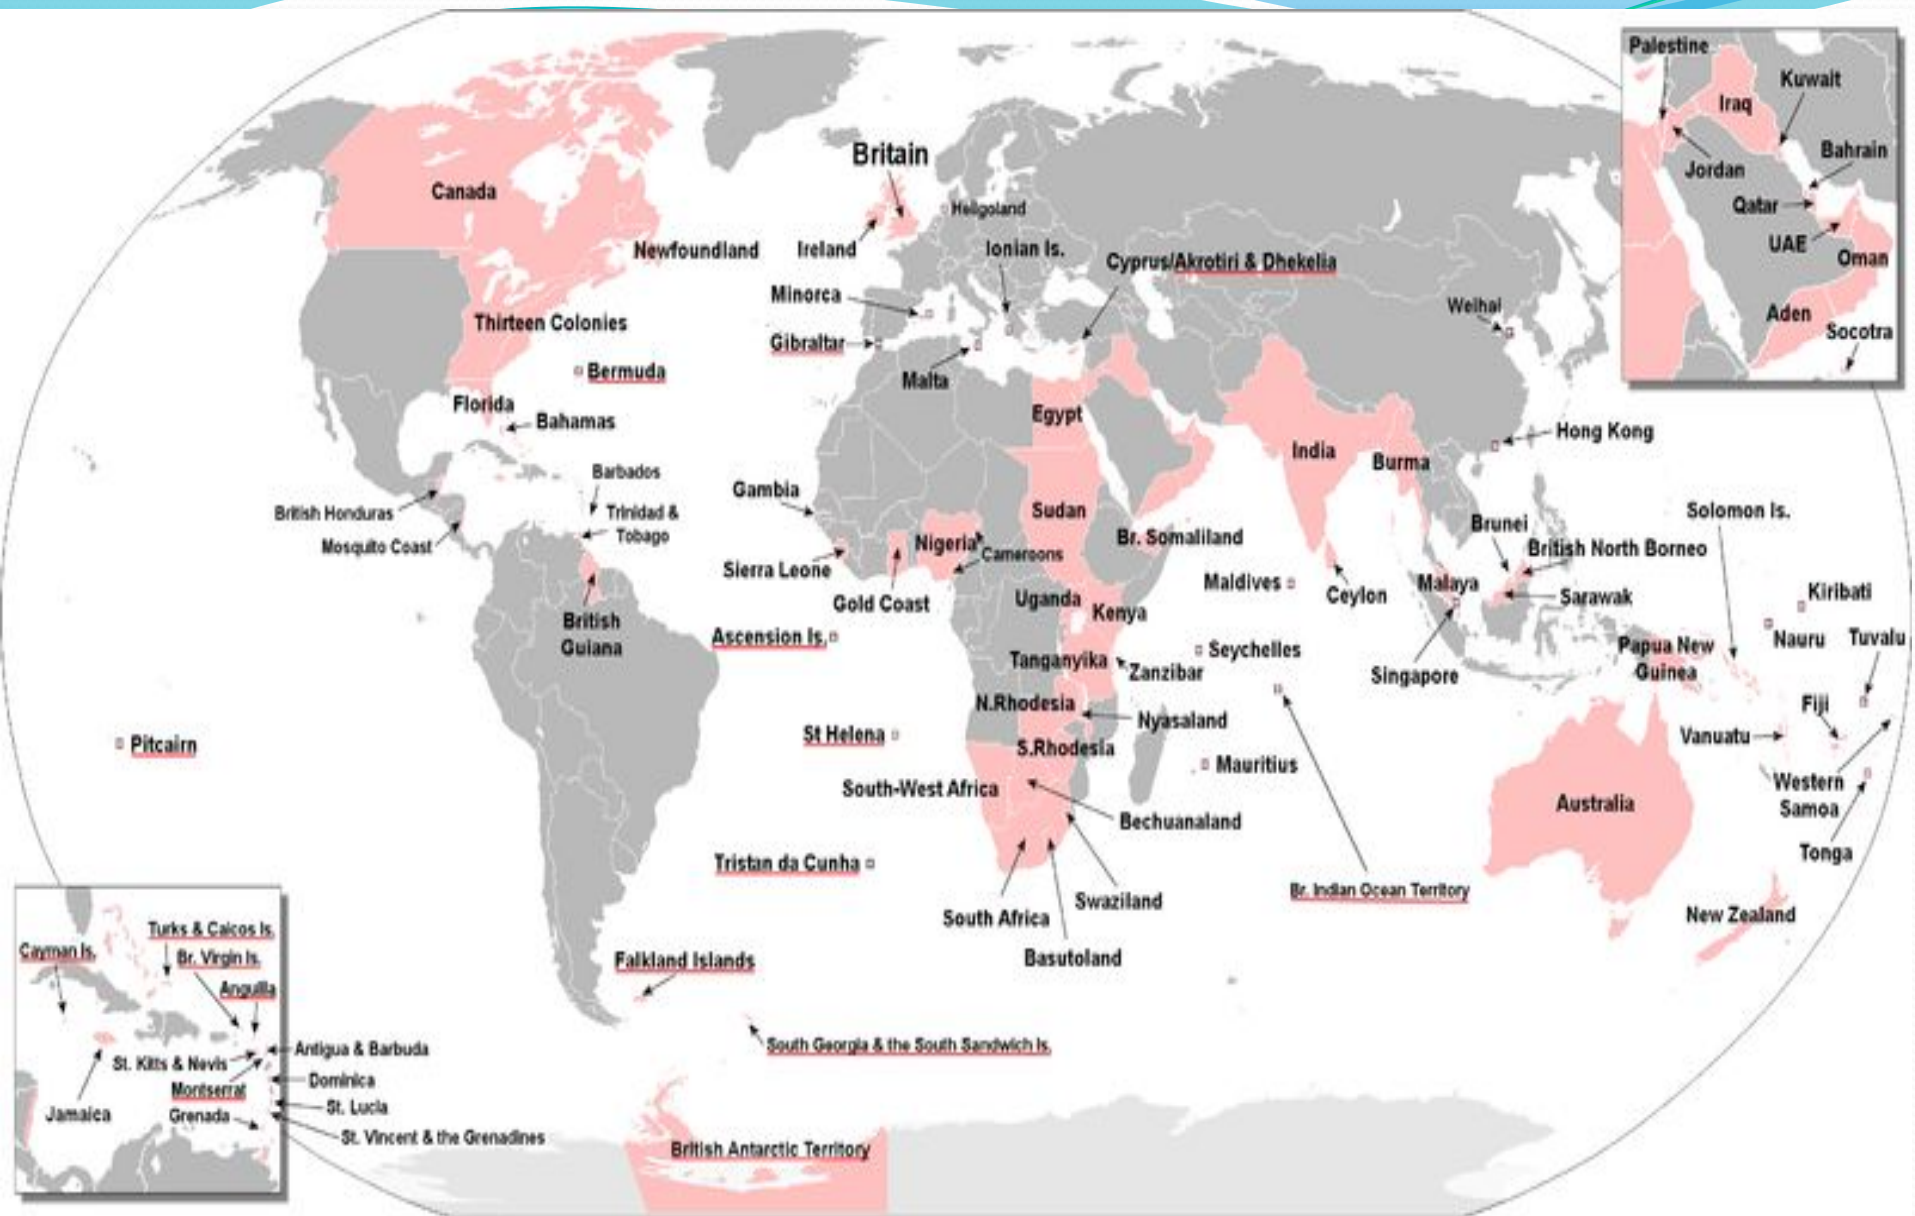 Canada
Newfoundland
Thirteen Colonies
Bermuda
Florida
Bahamas
Barbados
British Honduras
Trinidad &
Tobago
Mosquito Coast
British
Guiana
Pitcairn
Britain
Heligoland
Ireland
Ionian Is.
Cyprus/Akrotiri & Dhekelia
Minorca
Gibraltar
Malta
Weihai
Egypt
India
Burma
Hong Kong
Gambia
Sudan
Nigeria
Cameroons
Br. Somaliland
Sierra Leone
Gold Coast
Uganda
Kenya
Ascension Is.
Tanganyika
Zanzibar
N.Rhodesia
Nyasaland
St Helena
S.Rhodesia
South-West Africa
Bechuanaland
Tristan da Cunha
South Africa
Swaziland
Basutoland
Maldives
Ceylon
Seychelles
Mauritius
Br. Indian Ocean Territory
Brunei
British North Borneo
Malaya
Sarawak
Singapore
Solomon Is.
Kiribati
Nauru
Tuvalu
Papua New
Guinea
Fiji
Vanuatu
Western
Samoa
Tonga
Australia
New Zealand
Falkland Islands
South Georgia & the South Sandwich Is.
British Antarctic Territory
Palestine
Kuwait
Iraq
Bahrain
Jordan
Qatar
UAE
Oman
Aden
Socotra
Turks & Caicos Is.
Cayman Is.
Br. Virgin Is.
Anguilla
Antigua & Barbuda
St. Kitts & Nevis
Montserrat
Dominica
Jamaica
St. Lucia
Grenada
St. Vincent & the Grenadines